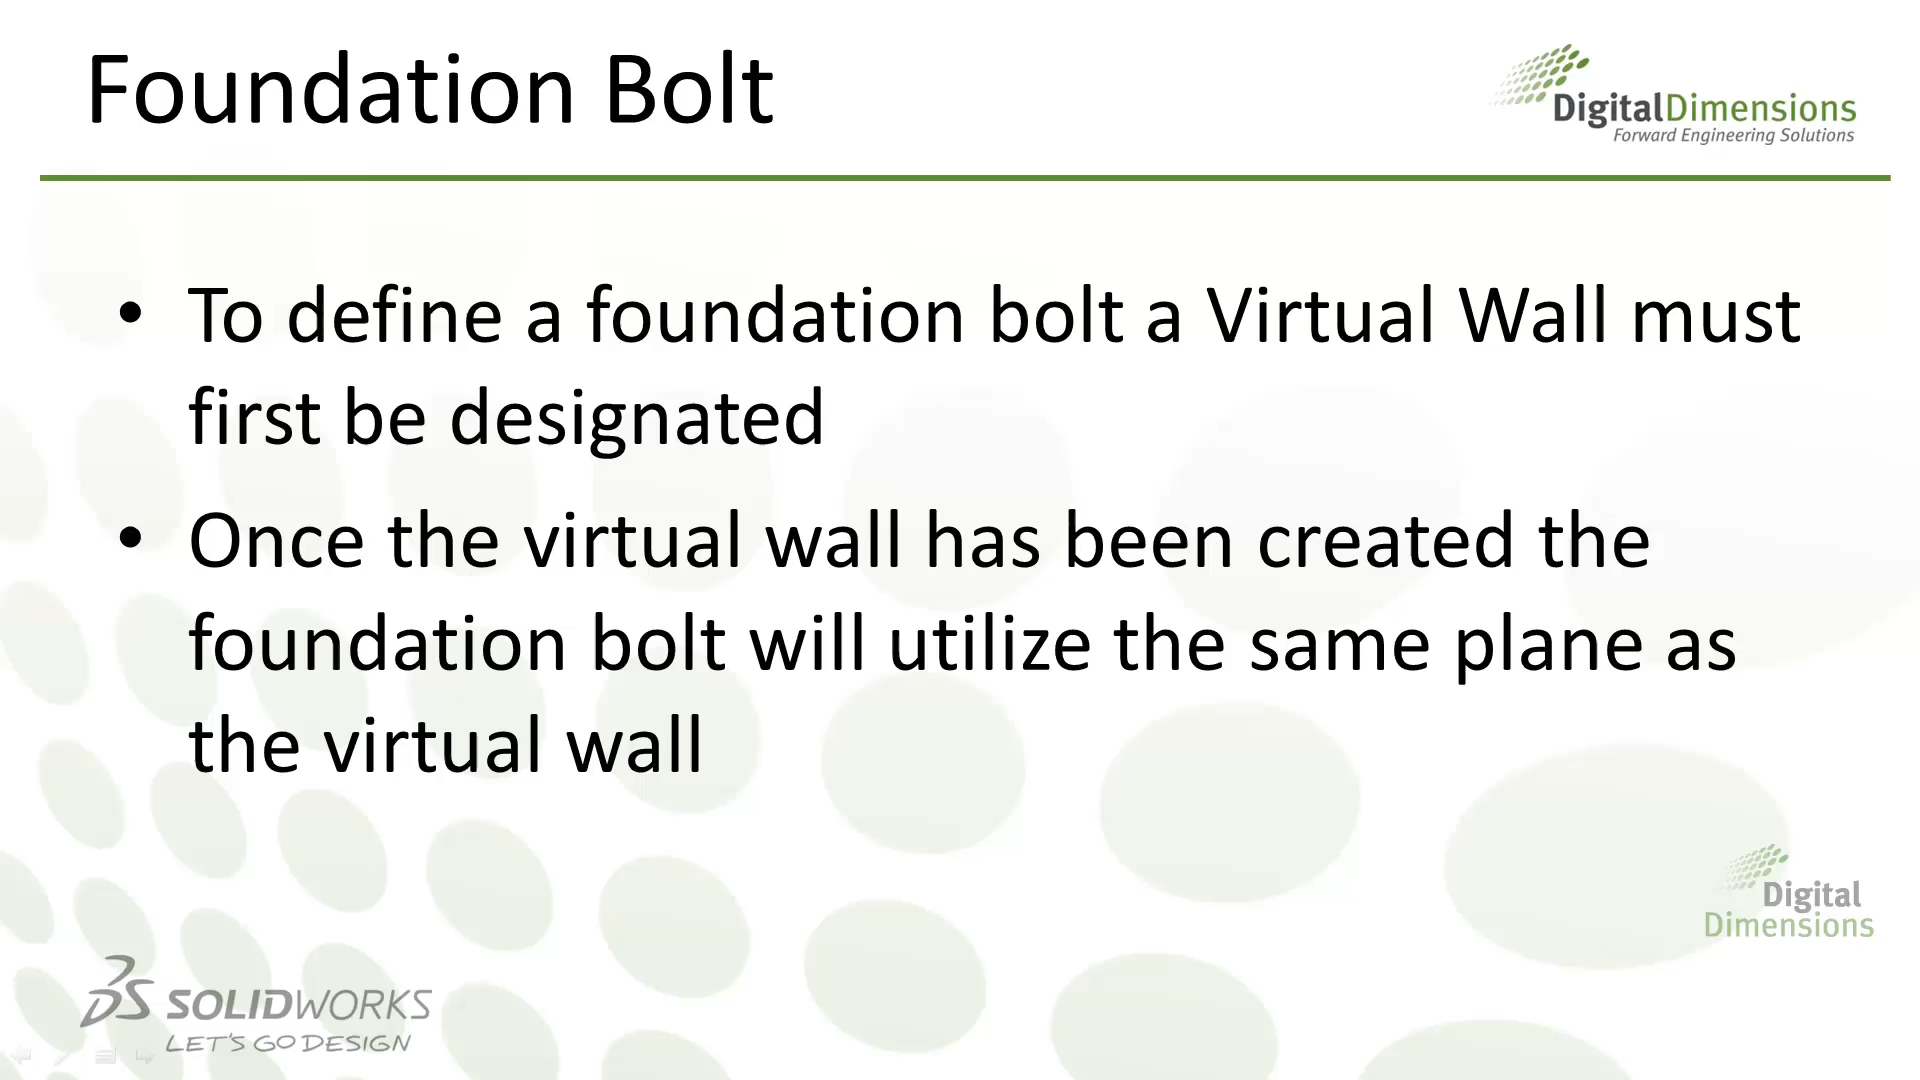 Foundation Bolt
DigitalDimensions
Forward Engineering Solutions
• To define a foundation bolt a Virtual Wall must
first be designated
• Once the virtual wall has been created the
foundation bolt will utilize the same plane as
the virtual wall
Digital
Dimensions
SOLIDWORKS
LET'S GO DESIGN